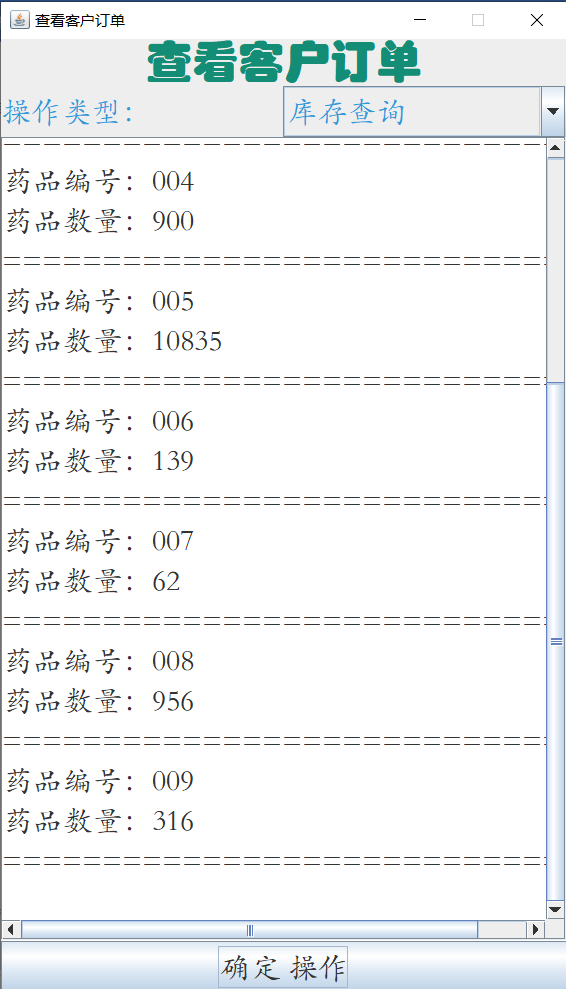 查看客户订单
查看客户订单
操作类型：
库存查询
===========================
药品编号：004
药品数量：900
===========================
药品编号：005
药品数量：10835
===========================
药品编号：006
药品数量：139
===========================
药品编号：007
药品数量：62
===========================
药品编号：008
药品数量：956
===========================
药品编号：009
药品数量：316
===========================
确定 操作